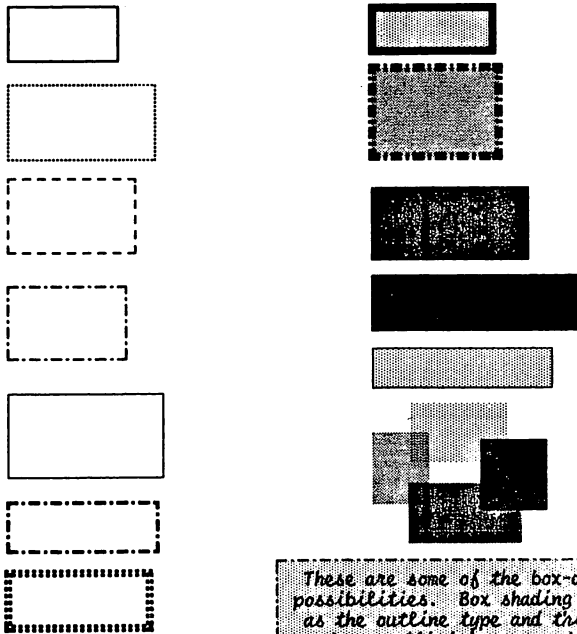 These are some of the box-
possibilities. Box shading
as the outline type and